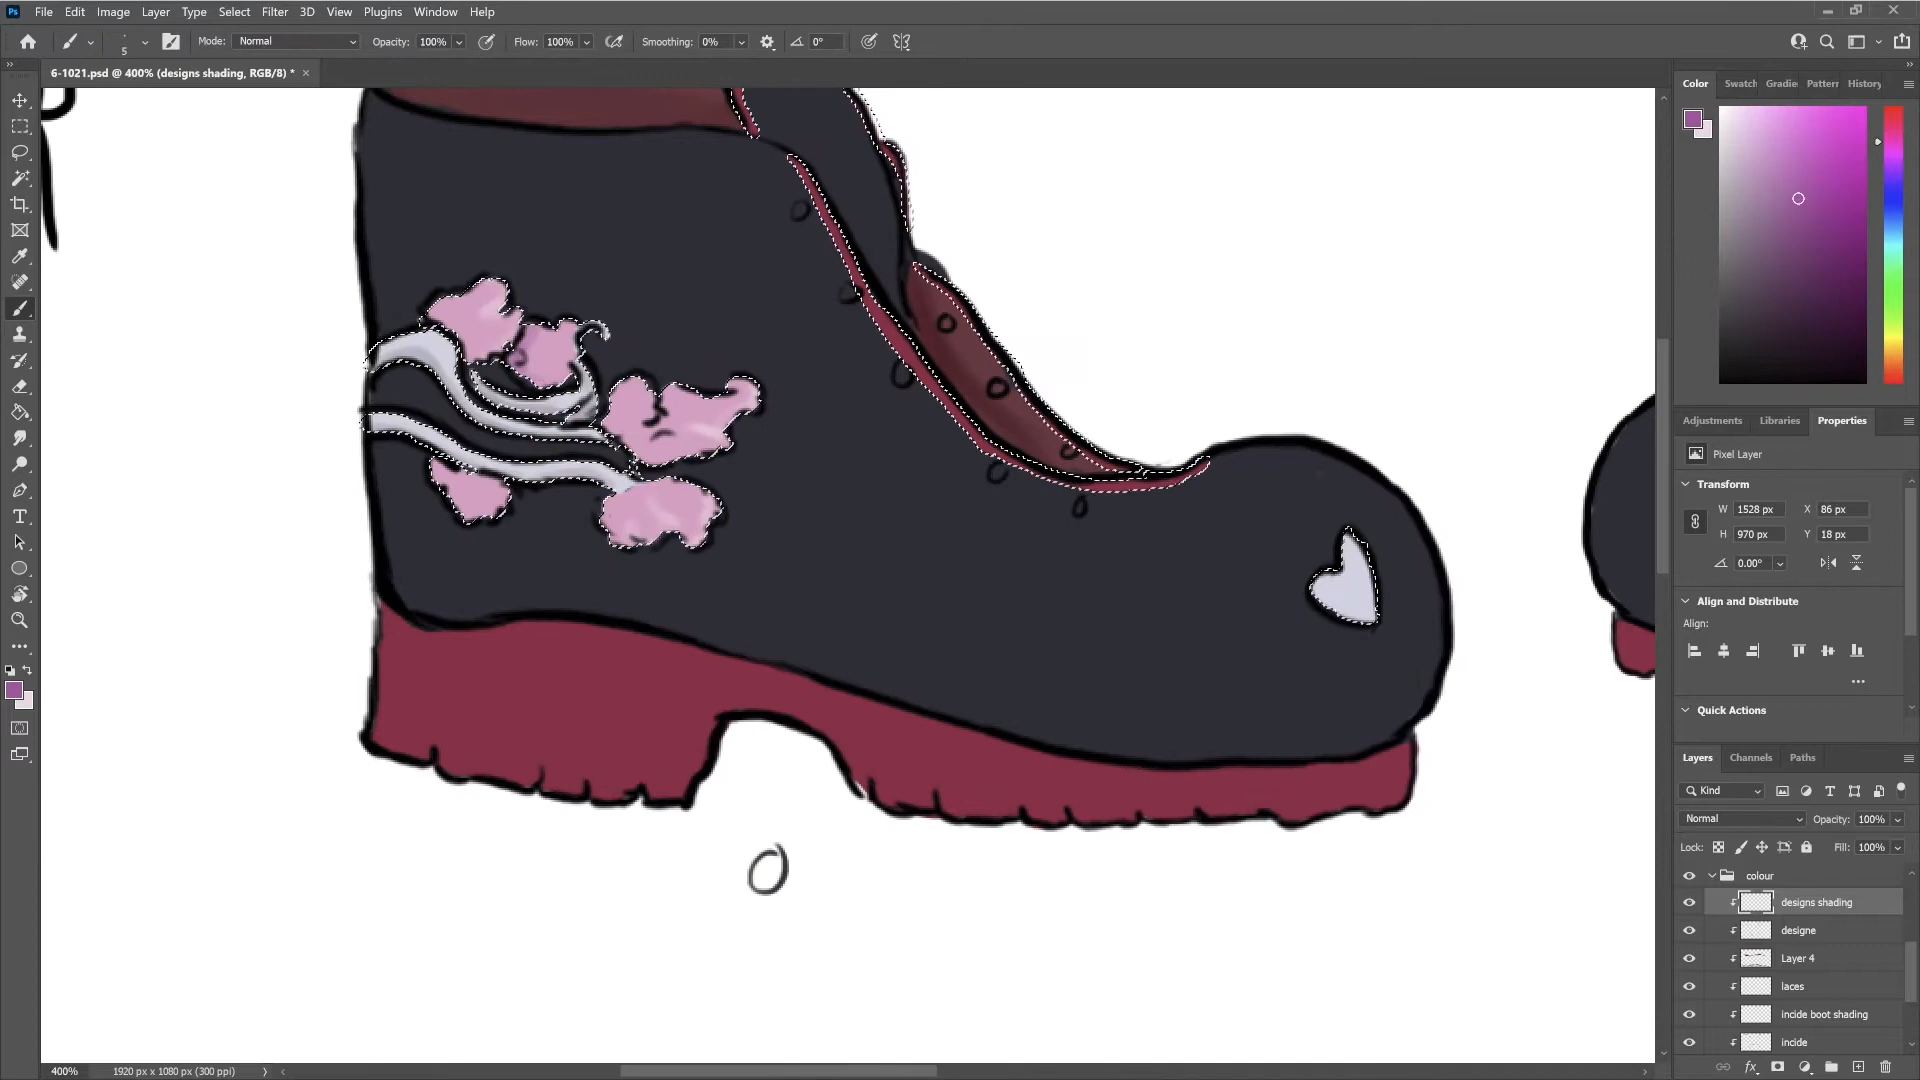 Ps File Edit Image Layer Type Select Filter 3D View Plugins Window Help
5 Mode: Normal Opacity: 100% Flow: 100% Smoothing: 0% 0°
6-1021.psd @ 400% (designs shading, RGB/8) * ×
Color Swatch Gradie Patterr History
Adjustments Libraries Properties
Pixel Layer
Transform
W 1528 px X 86 px
H 970 px Y 18 px
0.00°
Align and Distribute
Align:
Quick Actions
Layers Channels Paths
Kind
Normal Opacity: 100%
Lock: Fill: 100%
colour
designs shading
designe
Layer 4
laces
incide boot shading
incide
400% 1920 px x 1080 px (300 ppi)